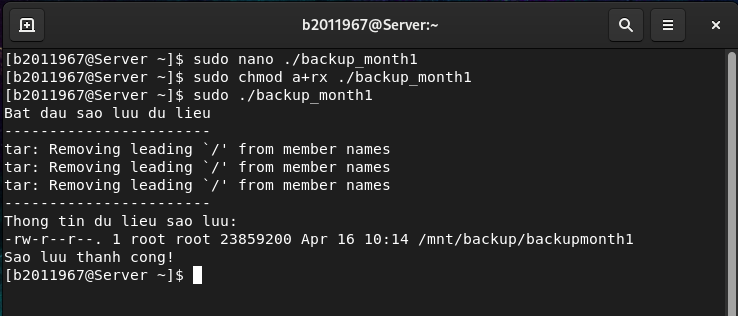 b2011967@Server:~
[b2011967@Server ~]$ sudo nano ./backup_month1
[b2011967@Server ~]$ sudo chmod a+rx ./backup_month1
[b2011967@Server ~]$ sudo ./backup_month1
Bat dau sao luu du lieu
-----------------------
tar: Removing leading `/' from member names
tar: Removing leading `/' from member names
tar: Removing leading `/' from member names
-----------------------
Thong tin du lieu sao luu:
-rw-r--r--. 1 root root 23859200 Apr 16 10:14 /mnt/backup/backupmonth1
Sao luu thanh cong!
[b2011967@Server ~]$